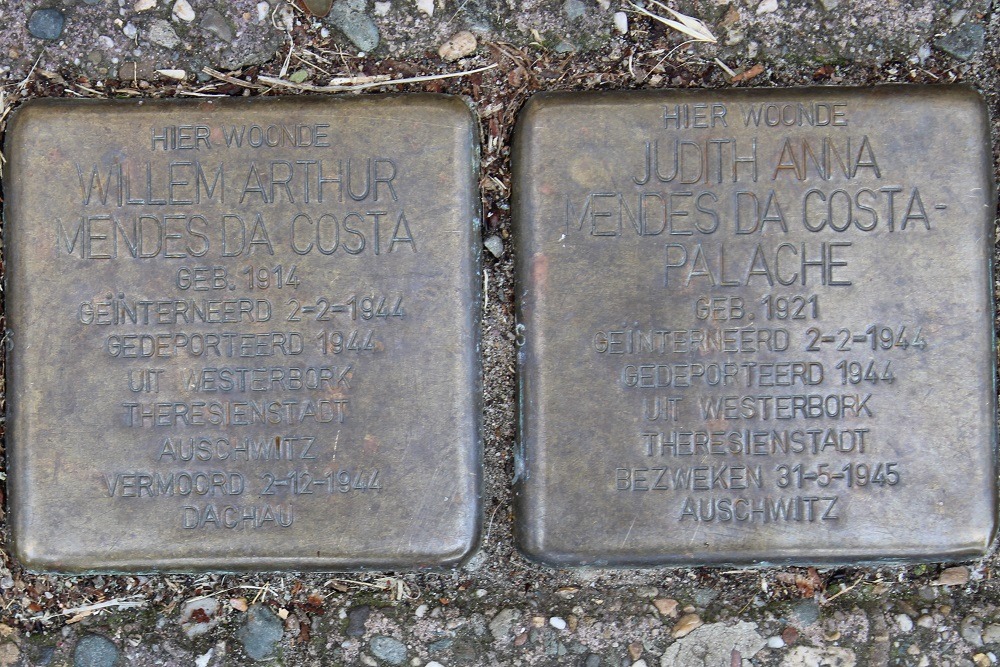 HIER WOONDE
WILLEM ARTHUR
MENDES DA COSTA
GEB. 1914
GEÏNTERNEERD 2-2-1944
GEDEPORTEERD 1944
UIT WESTERBORK
THERESIENSTADT
AUSCHWITZ
VERMOORD 2-12-1944
DACHAU
HIER WOONDE
JUDITH ANNA
MENDES DA COSTA-
PALACHE
GEB. 1921
GEÏNTERNEERD 2-2-1944
GEDEPORTEERD 1944
UIT WESTERBORK
THERESIENSTADT
BEZWEKEN 31-5-1945
AUSCHWITZ